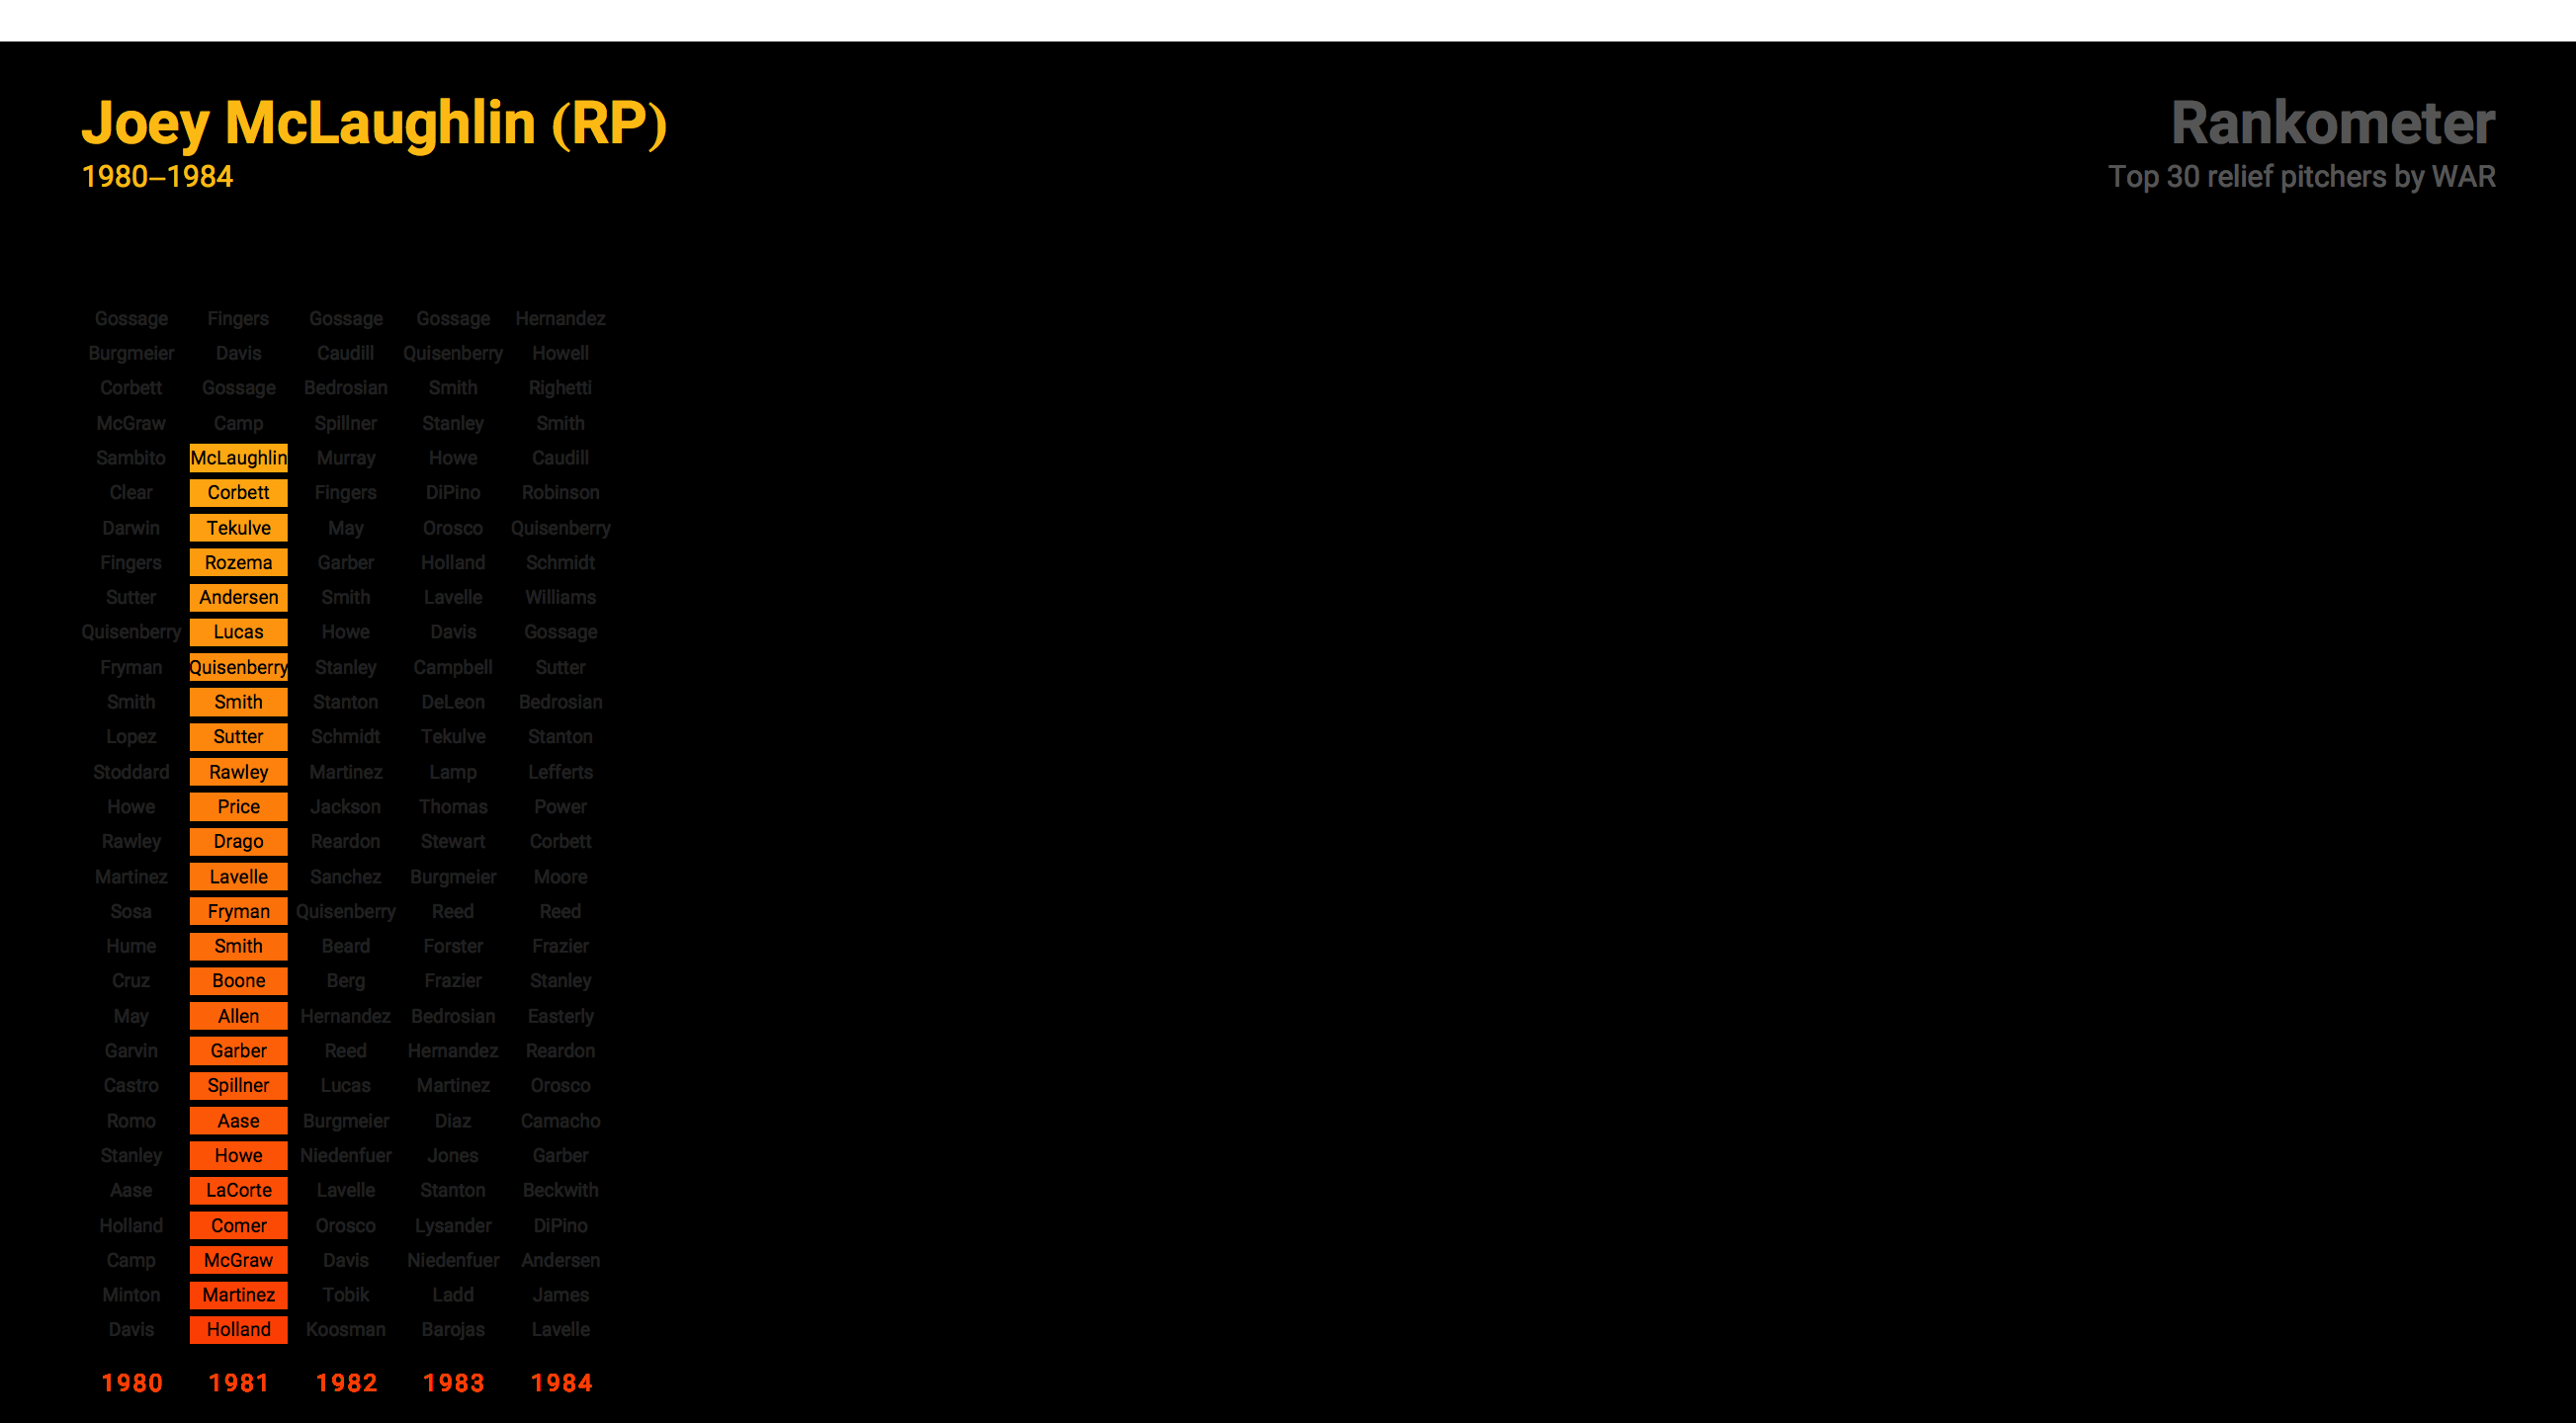 Joey McLaughlin (RP)
1980–1984
Rankometer
Top 30 relief pitchers by WAR
Gossage Fingers Gossage Gossage Hernandez
Burgmeier Davis Caudill Quisenberry Howell
Corbett Gossage Bedrosian Smith Righetti
McGraw Camp Spillner Stanley Smith
Sambito McLaughlin Murray Howe Caudill
Clear Corbett Fingers DiPino Robinson
Darwin Tekulve May Orosco Quisenberry
Fingers Rozema Garber Holland Schmidt
Sutter Andersen Smith Lavelle Williams
Quisenberry Lucas Howe Davis Gossage
Fryman Quisenberry Stanley Campbell Sutter
Smith Smith Stanton DeLeon Bedrosian
Lopez Sutter Schmidt Tekulve Stanton
Stoddard Rawley Martinez Lamp Lefferts
Howe Price Jackson Thomas Power
Rawley Drago Reardon Stewart Corbett
Martinez Lavelle Sanchez Burgmeier Moore
Sosa Fryman Quisenberry Reed Reed
Hume Smith Beard Forster Frazier
Cruz Boone Berg Frazier Stanley
May Allen Hernandez Bedrosian Easterly
Garvin Garber Reed Hernandez Reardon
Castro Spillner Lucas Martinez Orosco
Romo Aase Burgmeier Diaz Camacho
Stanley Howe Niedenfuer Jones Garber
Aase LaCorte Lavelle Stanton Beckwith
Holland Comer Orosco Lysander DiPino
Camp McGraw Davis Niedenfuer Andersen
Minton Martinez Tobik Ladd James
Davis Holland Koosman Barojas Lavelle
1980 1981 1982 1983 1984